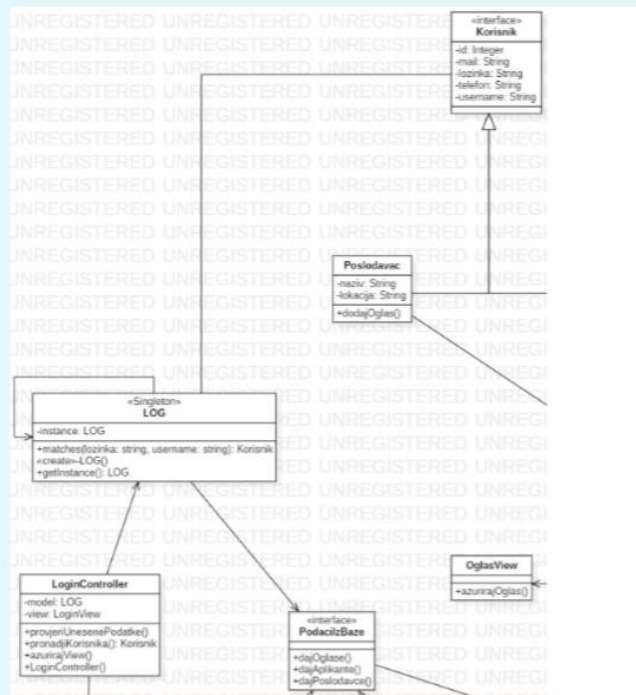 «interface»
Korisnik
-id: Integer
-mail: String
-lozinka: String
-telefon: String
-username: String
Poslodavac
-naziv: String
-lokacija: String
+dodajOglas()
«Singleton»
LOG
-instance: LOG
+matches(lozinka: string, username: string): Korisnik
«create»-LOG()
+getInstance(): LOG
OglasView
+azurirajOglas()
LoginController
-model: LOG
-view: LoginView
+provjeriUnesenePodatke()
+pronadjiKorisnika(): Korisnik
+azurirajView()
+LoginController()
«interface»
PodaciIzBaze
+dajOglase()
+dajAplikante()
+dajPoslodavce()
UNREGISTERED UNREGISTERED UNREGISTERED UNREGI